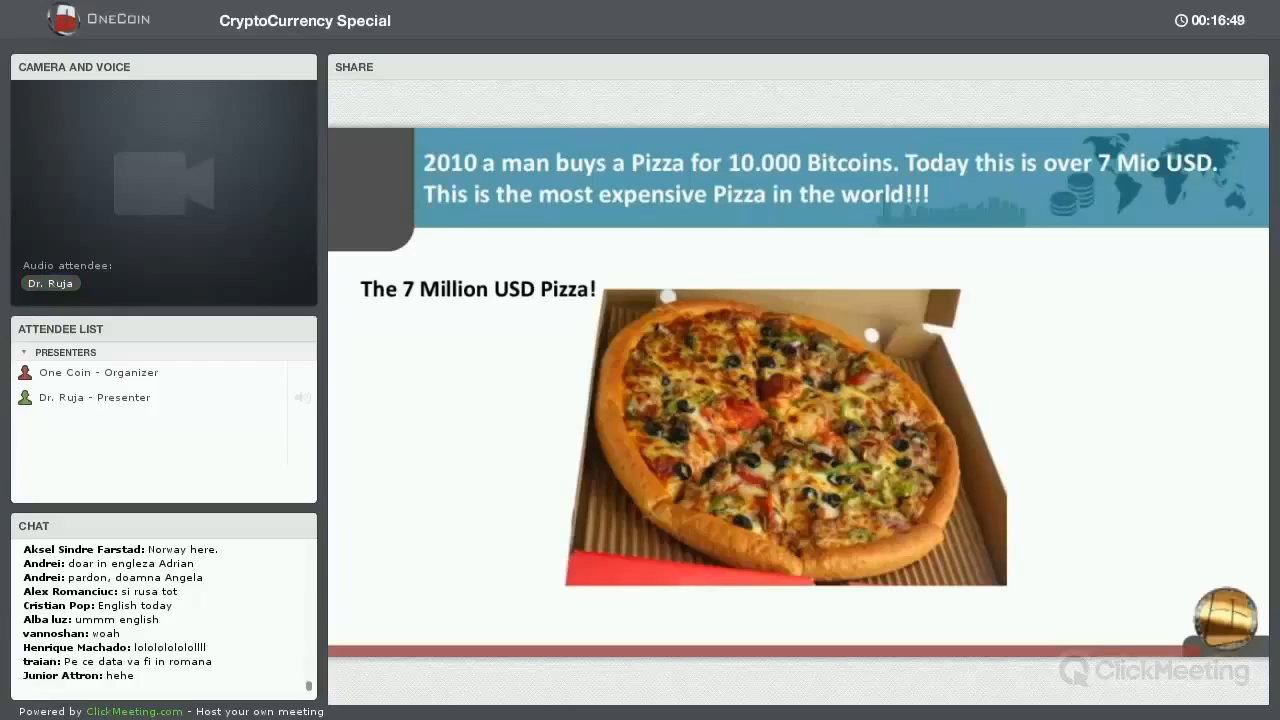 ONECOIN
CryptoCurrency Special
00:16:49
CAMERA AND VOICE
Audio attendee:
Dr. Ruja
ATTENDEE LIST
PRESENTERS
One Coin - Organizer
Dr. Ruja - Presenter
CHAT
Aksel Sindre Farstad: Norway here.
Andrei: doar in engleza Adrian
Andrei: pardon, doamna Angela
Alex Romanciuc: si rusa tot
Cristian Pop: English today
Alba luz: ummm english
vannoshan: woah
Henrique Machado: lolololololollll
traian: Pe ce data va fi in romana
Junior Attron: hehe
Powered by ClickMeeting.com - Host your own meeting
SHARE
2010 a man buys a Pizza for 10.000 Bitcoins. Today this is over 7 Mio USD.
This is the most expensive Pizza in the world!!!
The 7 Million USD Pizza!
ClickMeeting